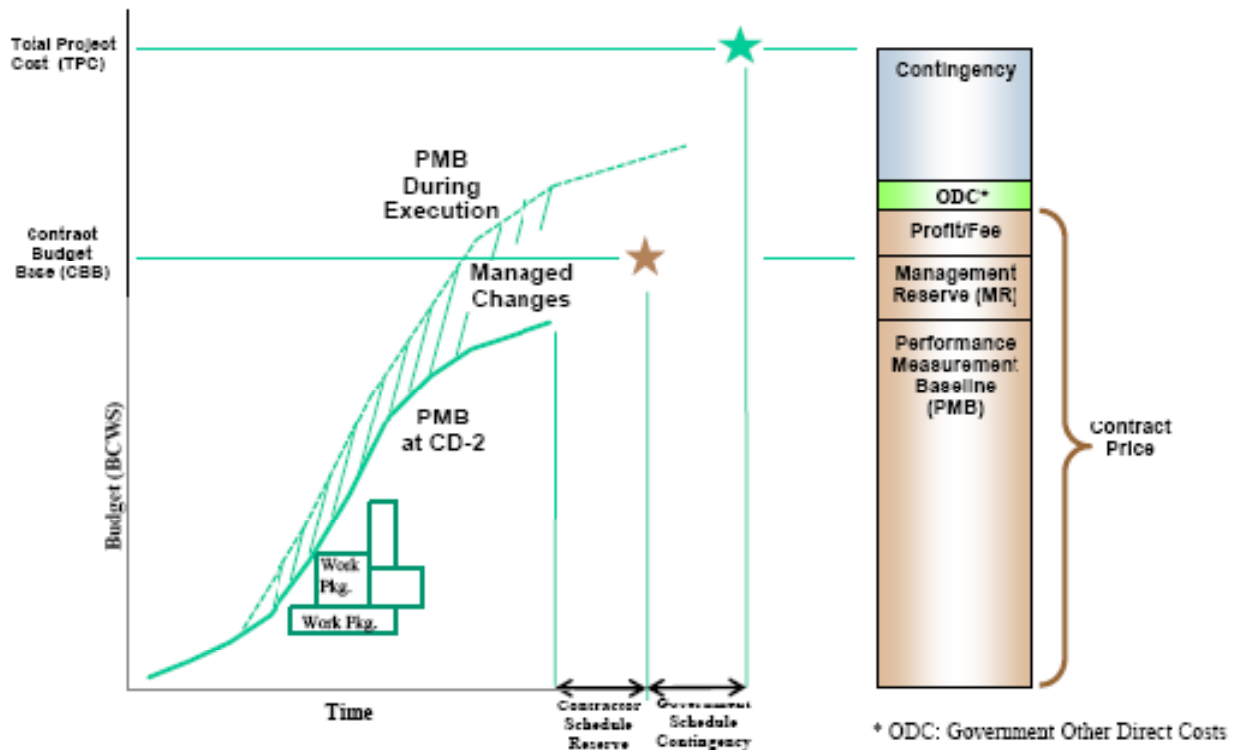 Total Project
Cost (TPC)
Contract
Budget
Base (CBB)
Budget (BCWS)
PMB
During
Execution
Managed
Changes
PMB
at CD-2
Work
Pkg.
Work Pkg.
Time
Contractor
Schedule
Reserve
Government
Schedule
Contingency
Contingency
ODC*
Profit/Fee
Management
Reserve (MR)
Performance
Measurement
Baseline
(PMB)
Contract
Price
* ODC: Government Other Direct Costs